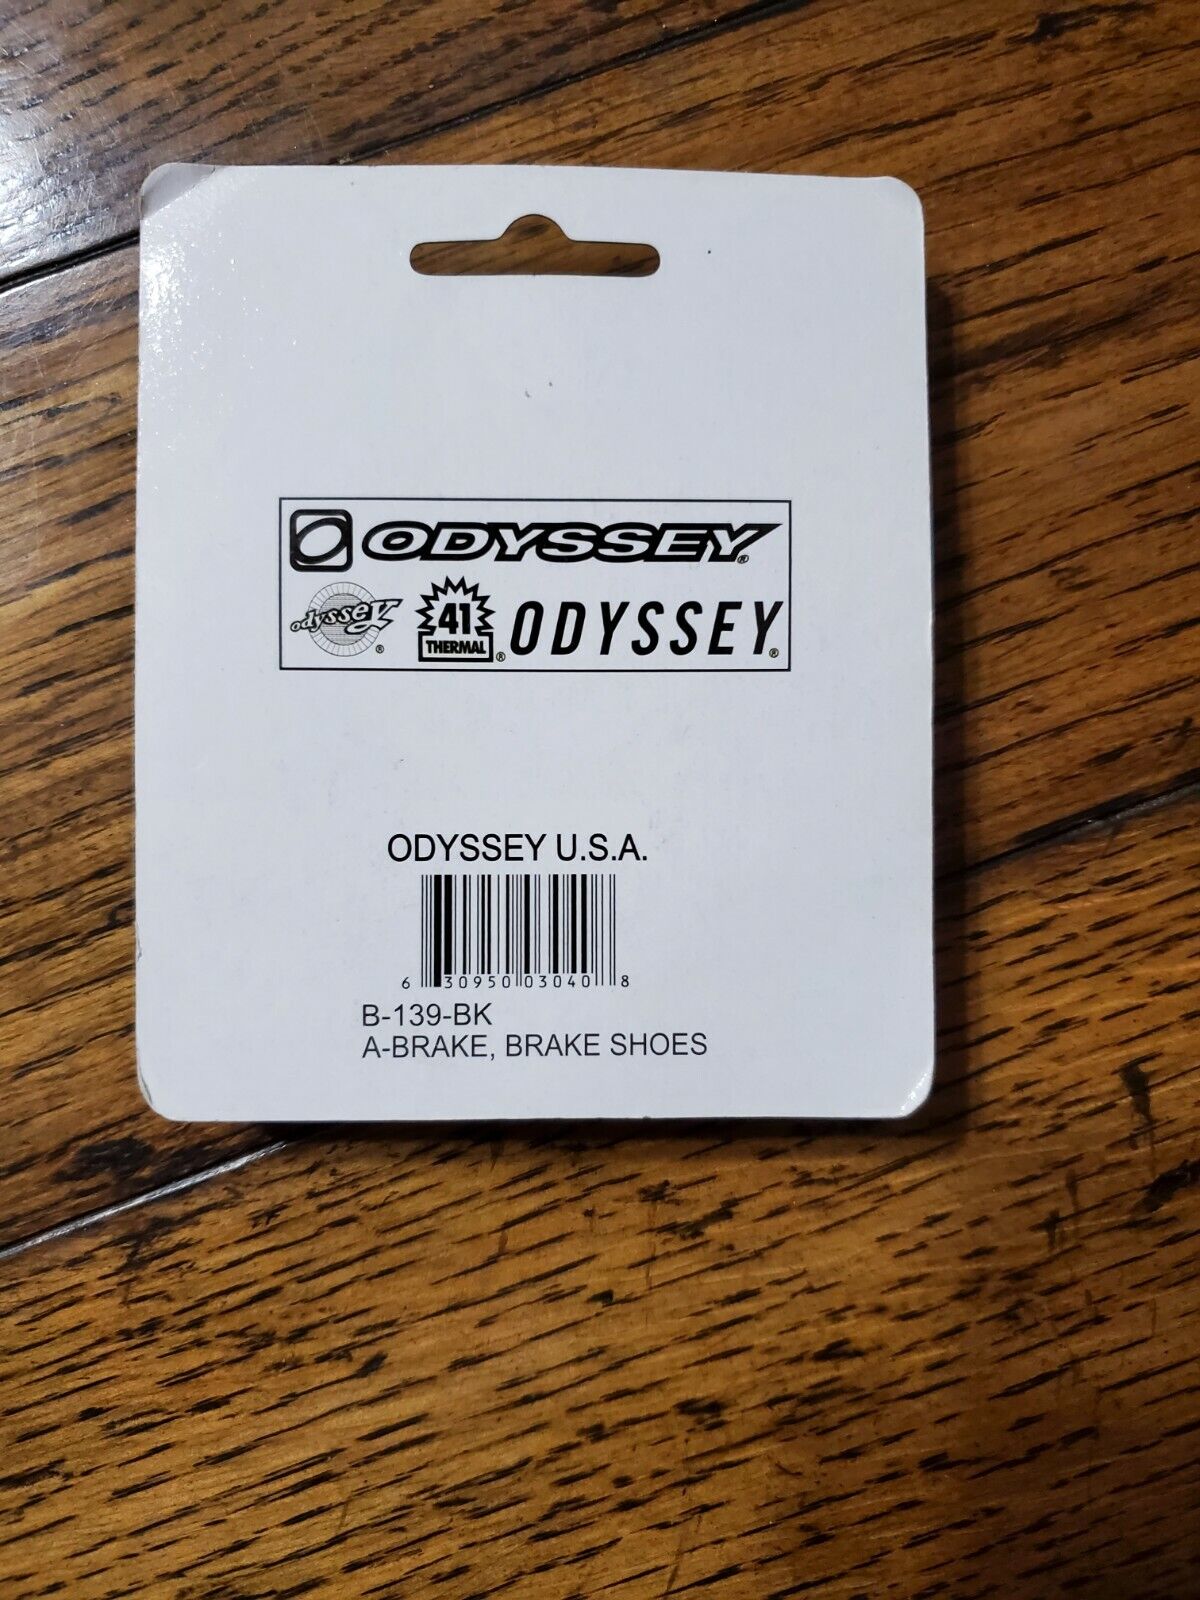 ODYSSEY®
odyssey® 41 THERMAL® ODYSSEY®
ODYSSEY U.S.A.
6 30950 03040 8
B-139-BK
A-BRAKE, BRAKE SHOES